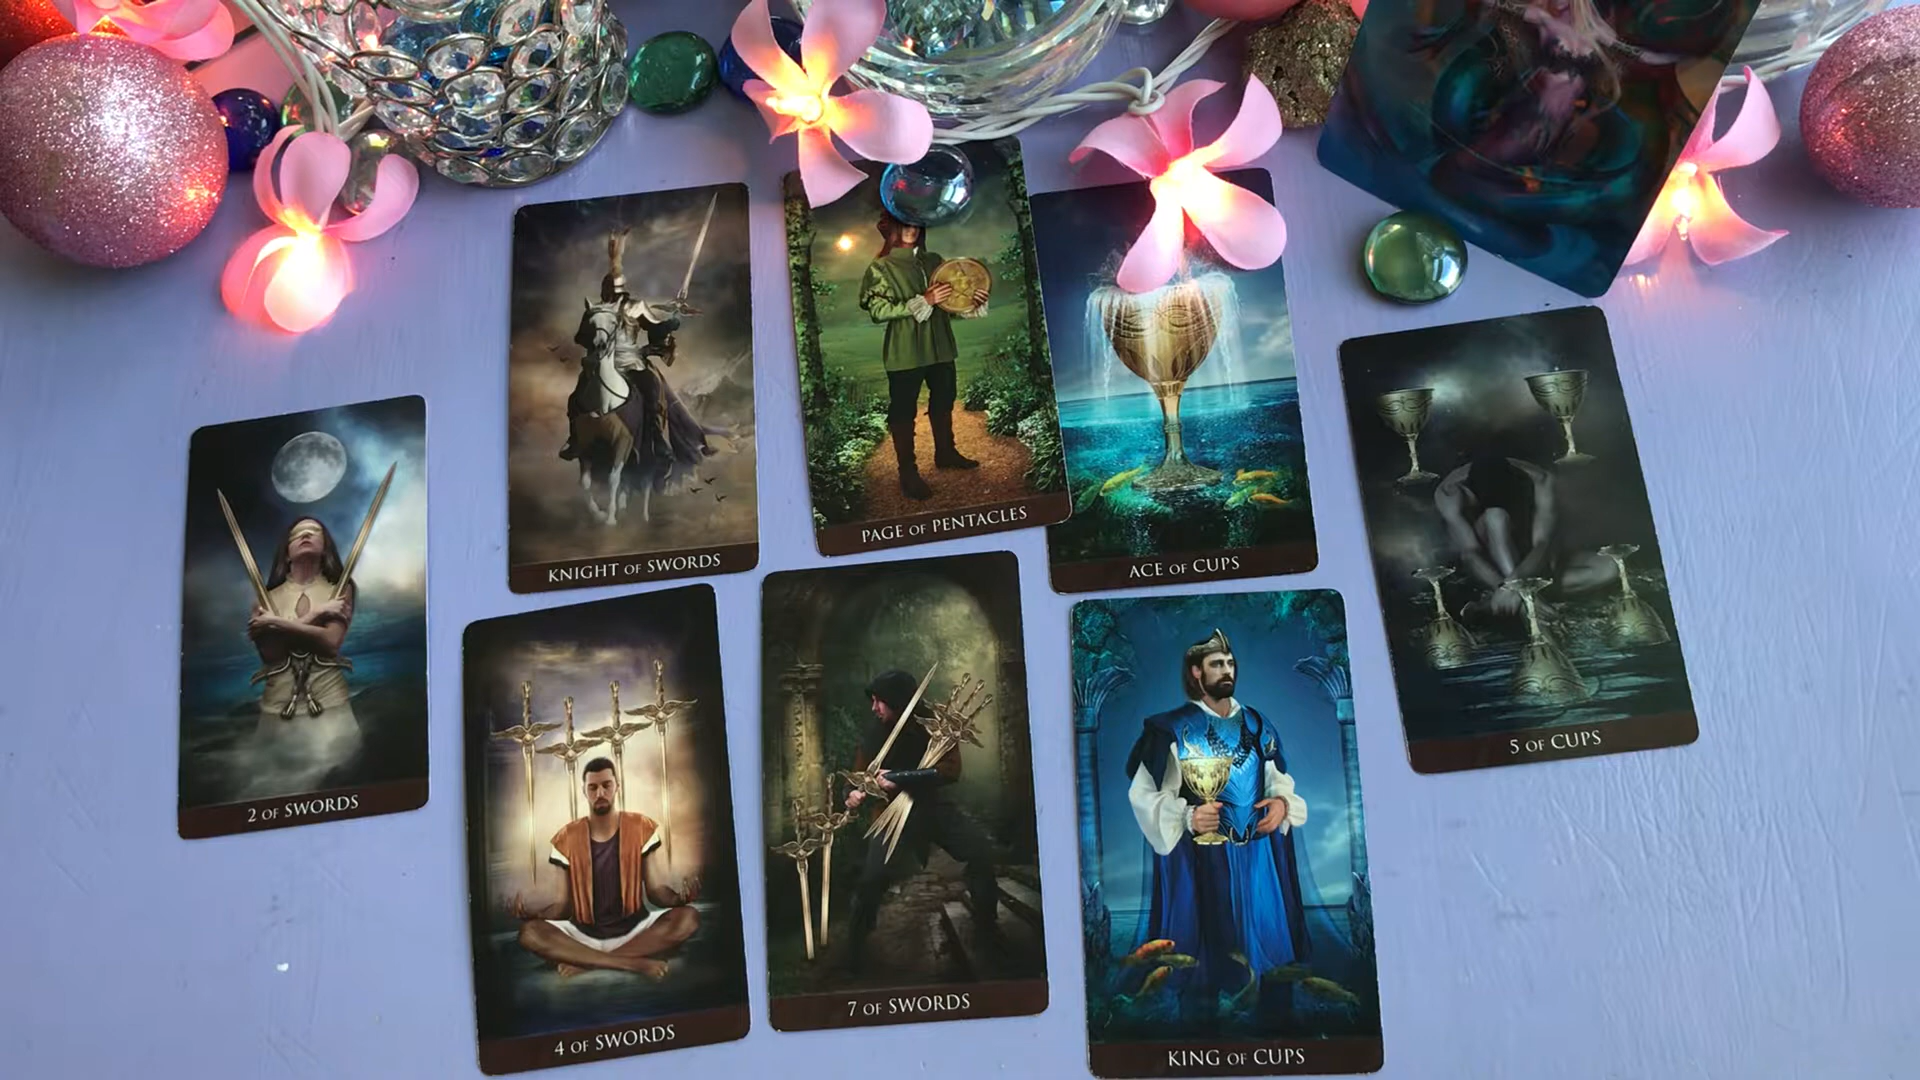 KNIGHT OF SWORDS
PAGE OF PENTACLES
ACE OF CUPS
2 OF SWORDS
4 OF SWORDS
7 OF SWORDS
KING OF CUPS
5 OF CUPS